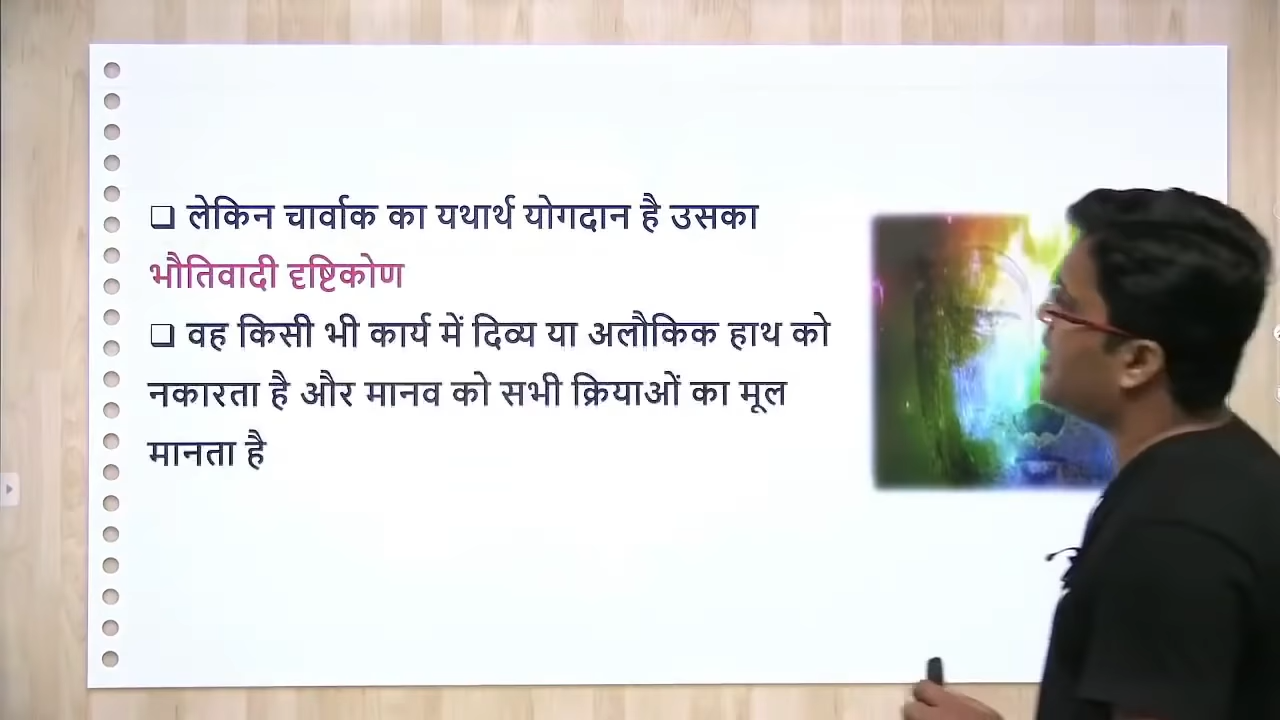 ❑ लेकिन चार्वाक का यथार्थ योगदान है उसका
भौतिवादी दृष्टिकोण
❑ वह किसी भी कार्य में दिव्य या अलौकिक हाथ को
नकारता है और मानव को सभी क्रियाओं का मूल
मानता है